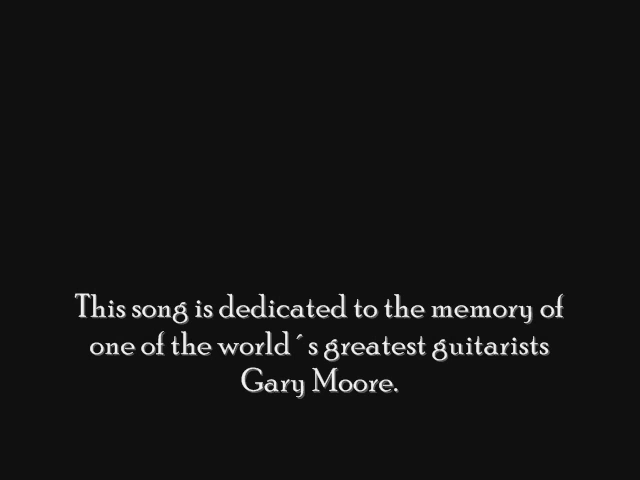 This song is dedicated to the memory of
one of the world´s greatest guitarists
Gary Moore.